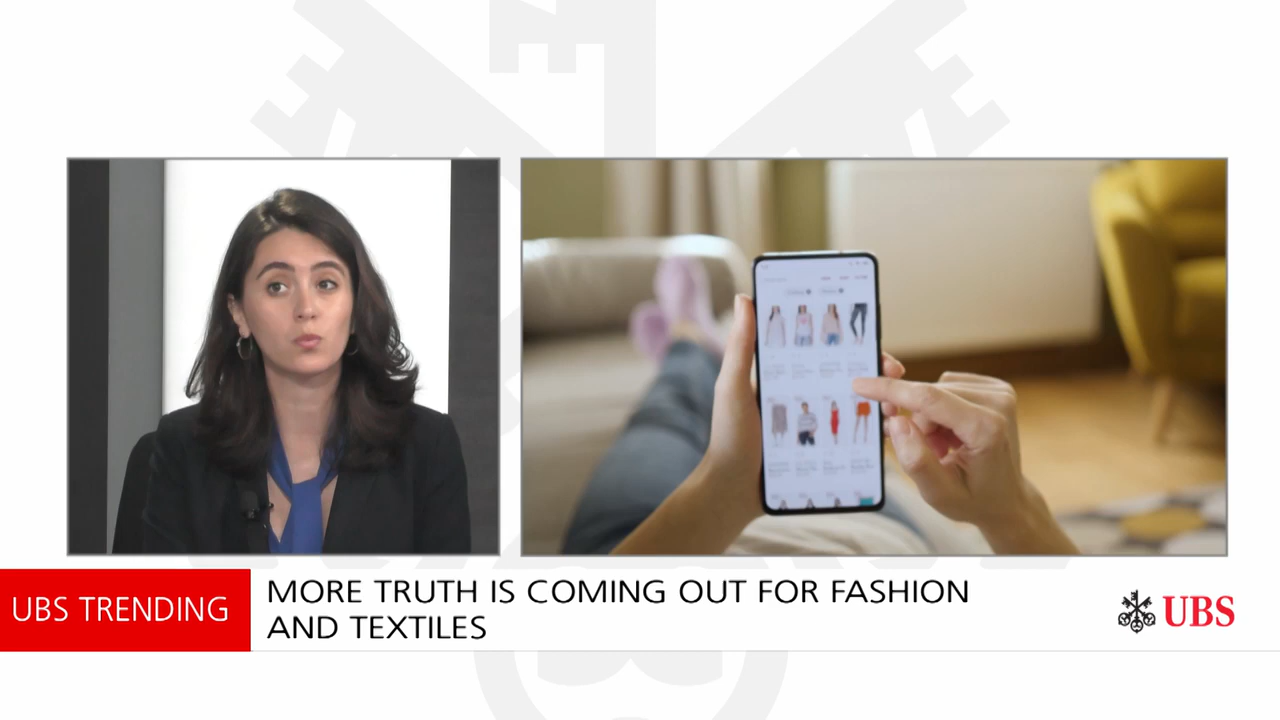 UBS TRENDING
MORE TRUTH IS COMING OUT FOR FASHION
AND TEXTILES
UBS